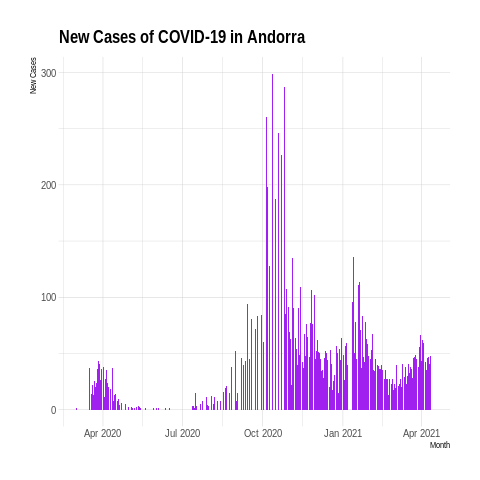 New Cases of COVID-19 in Andorra
New Cases
300
200
100
0
Apr 2020 Jul 2020 Oct 2020 Jan 2021 Apr 2021
Month